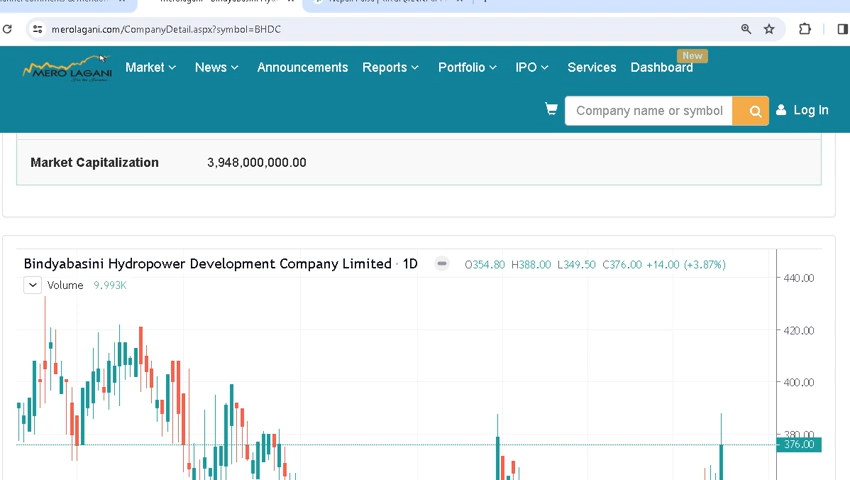 merolagani.com/CompanyDetail.aspx?symbol=BHDC
New
MERO LAGANI Market News Announcements Reports Portfolio IPO Services Dashboard
Company name or symbol Log In
Market Capitalization 3,948,000,000.00
Bindyabasini Hydropower Development Company Limited · 1D O354.80 H388.00 L349.50 C376.00 +14.00 (+3.87%)
Volume 9.993K
440.00
420.00
400.00
380.00
376.00